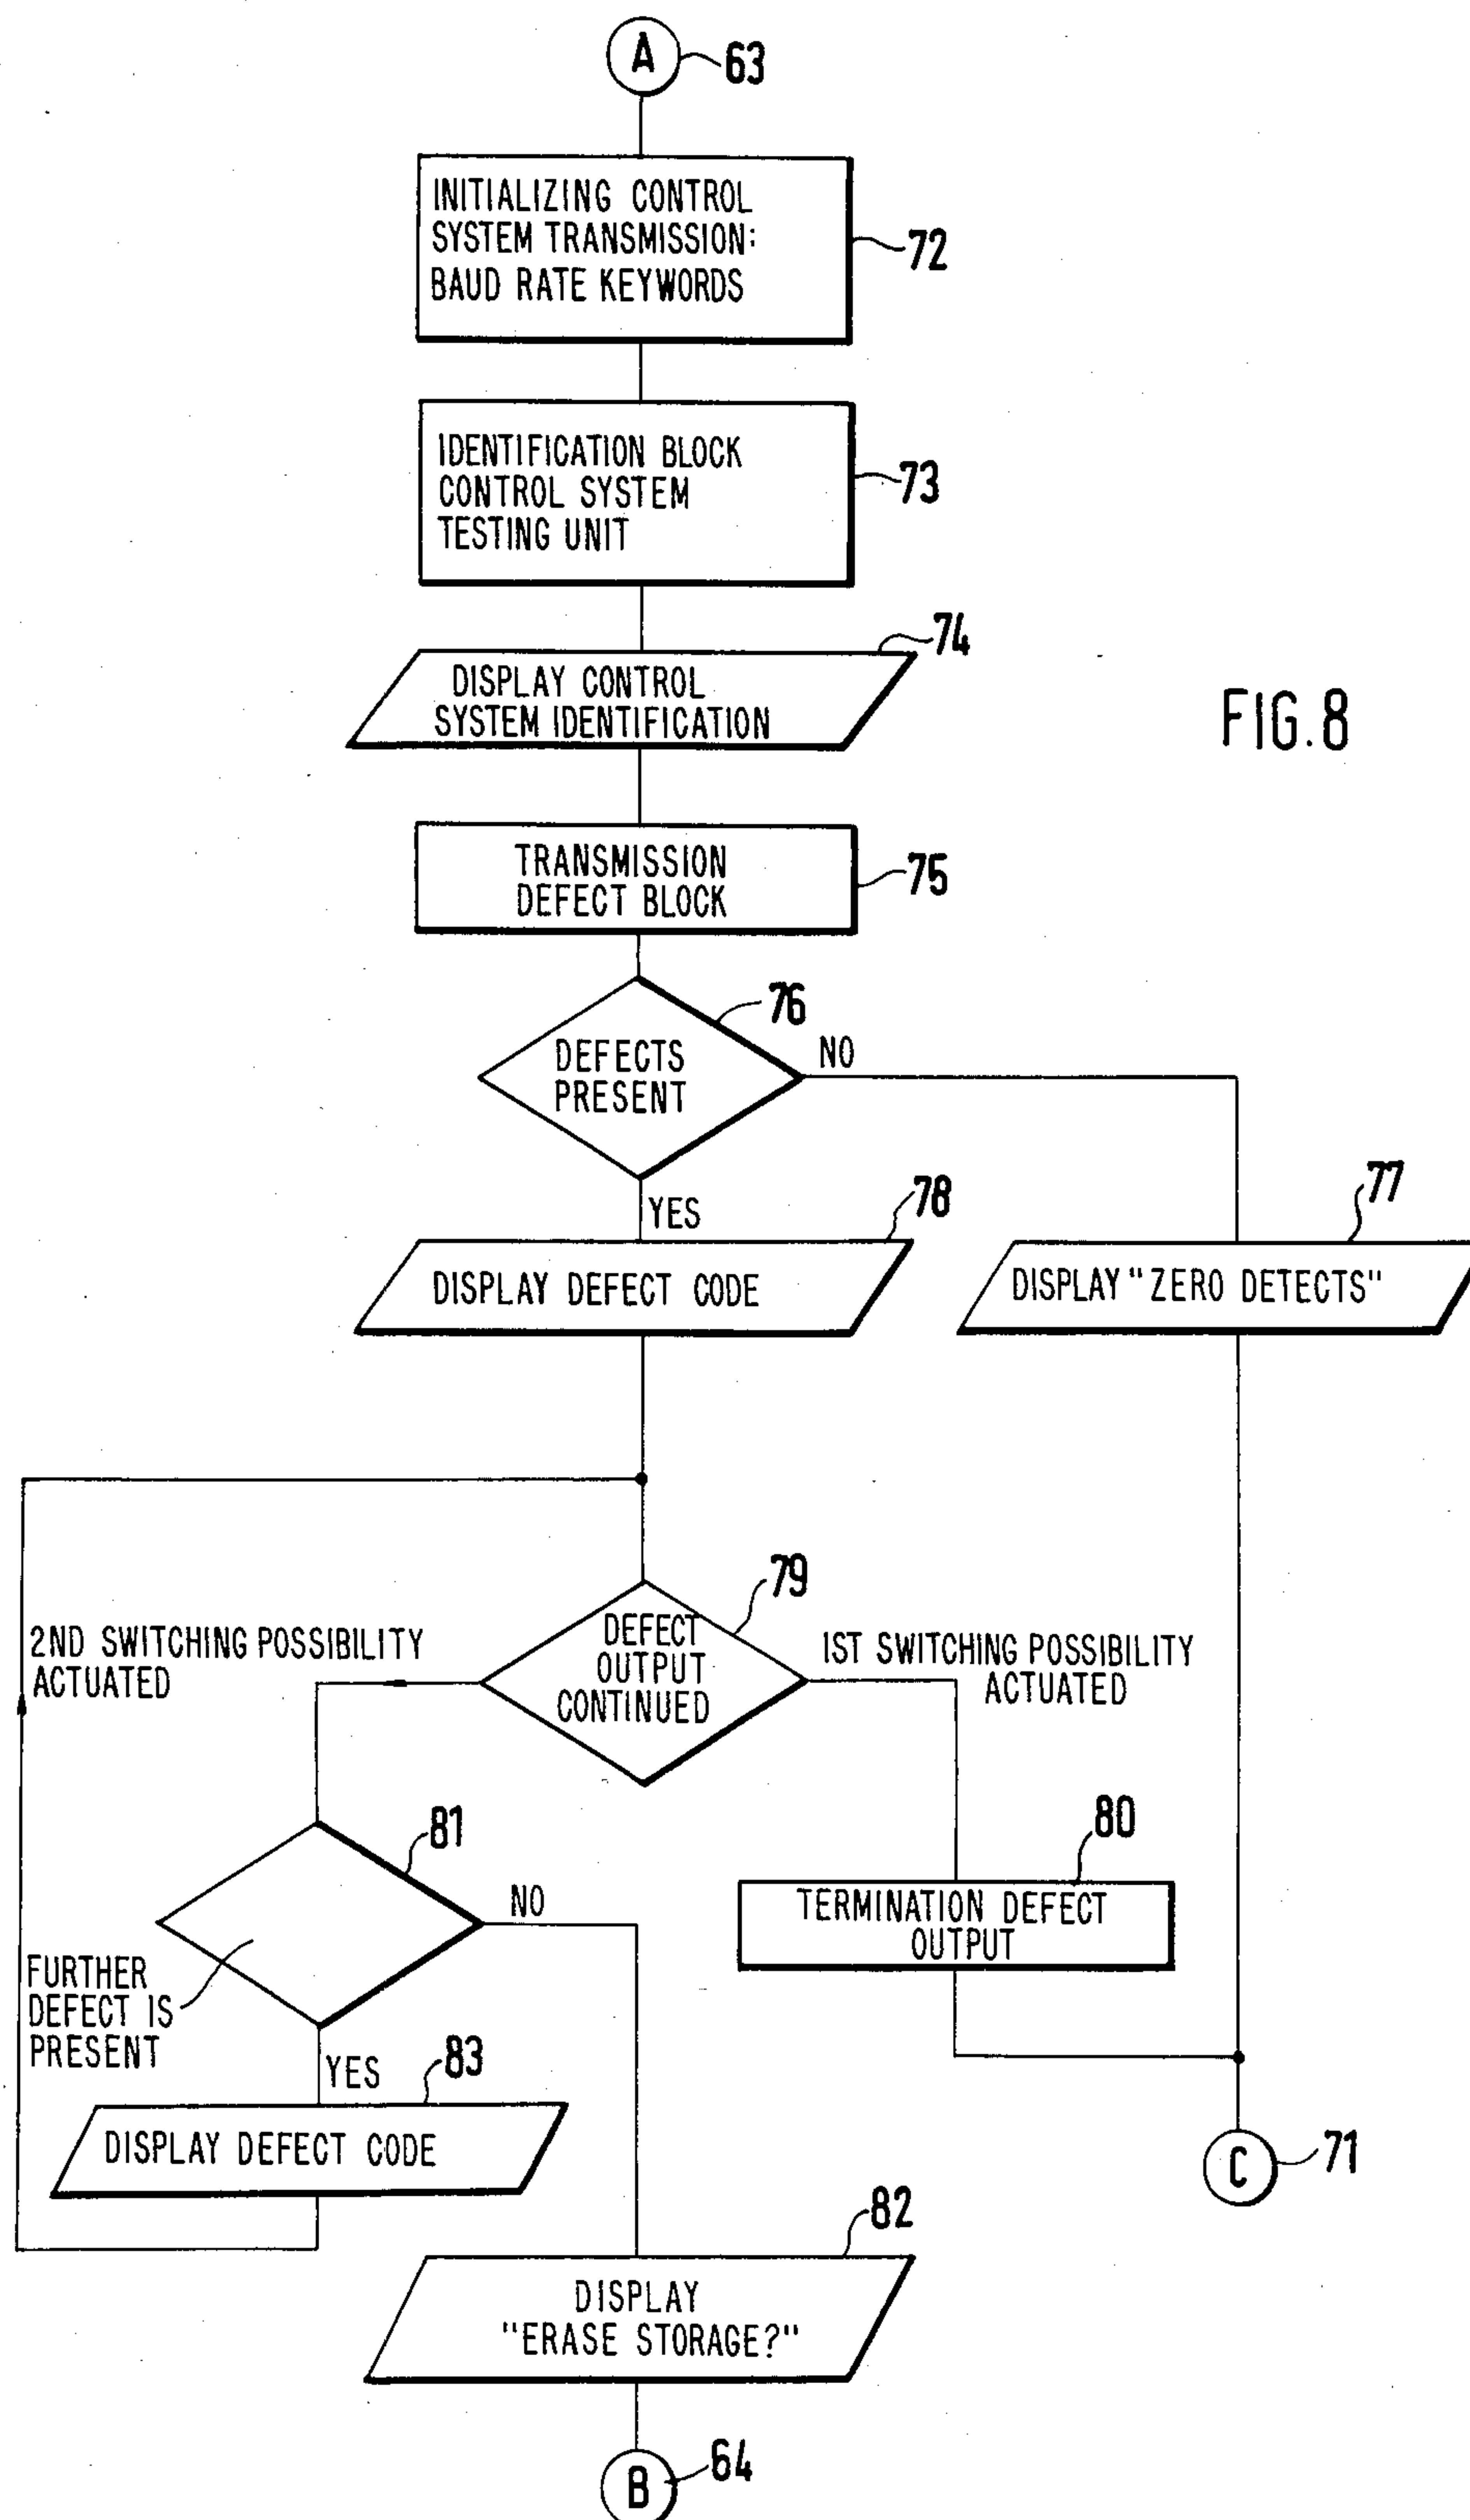 A
63
INITIALIZING CONTROL
SYSTEM TRANSMISSION:
BAUD RATE KEYWORDS
72
IDENTIFICATION BLOCK
CONTROL SYSTEM
TESTING UNIT
73
74
DISPLAY CONTROL
SYSTEM IDENTIFICATION
FIG.8
TRANSMISSION
DEFECT BLOCK
75
76
DEFECTS
PRESENT
NO
YES
78
77
DISPLAY DEFECT CODE
DISPLAY "ZERO DETECTS"
79
DEFECT
OUTPUT
CONTINUED
2ND SWITCHING POSSIBILITY
ACTUATED
1ST SWITCHING POSSIBILITY
ACTUATED
81
NO
80
TERMINATION DEFECT
OUTPUT
FURTHER
DEFECT IS
PRESENT
YES
83
DISPLAY DEFECT CODE
C
71
82
DISPLAY
"ERASE STORAGE?"
B
64